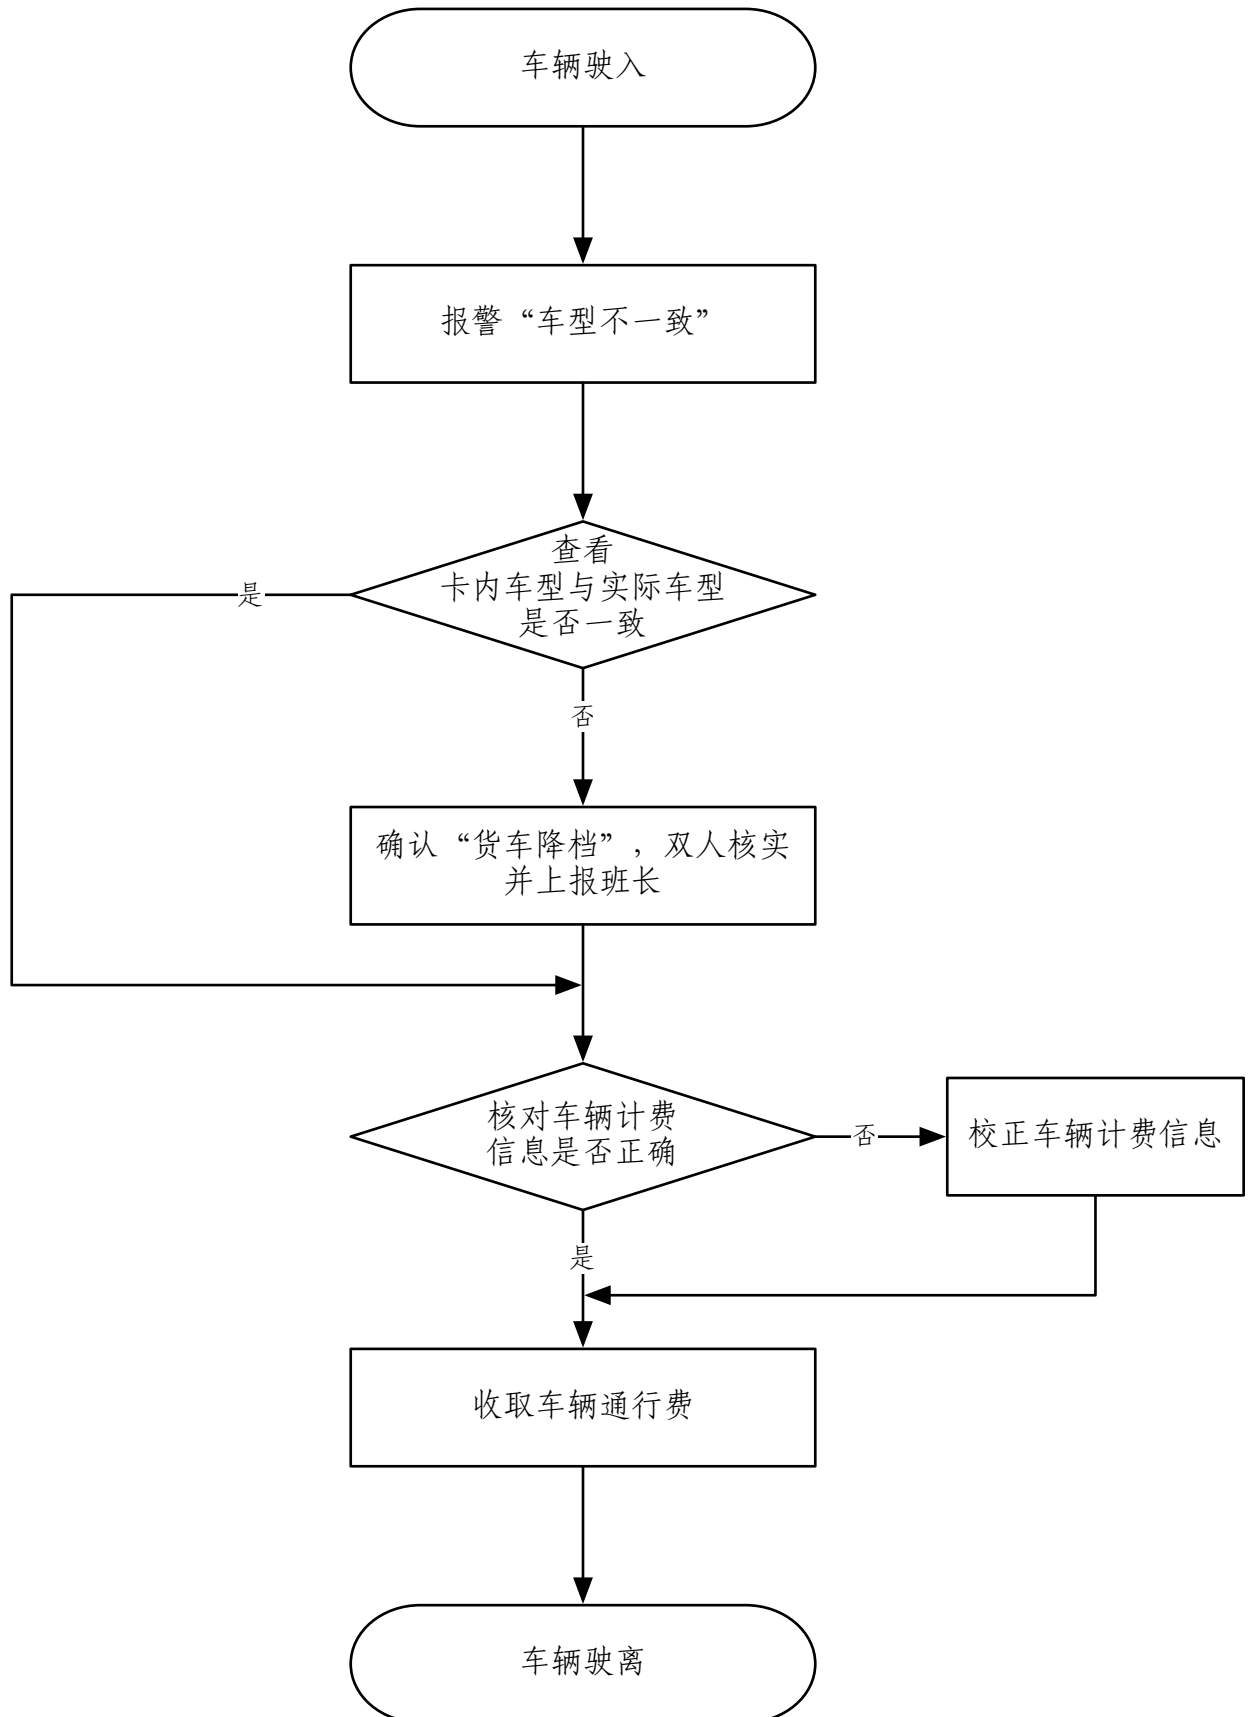 车辆驶入
报警“车型不一致”
查看
卡内车型与实际车型
是否一致
是
否
确认“货车降档”，双人核实
并上报班长
核对车辆计费
信息是否正确
否
校正车辆计费信息
是
收取车辆通行费
车辆驶离